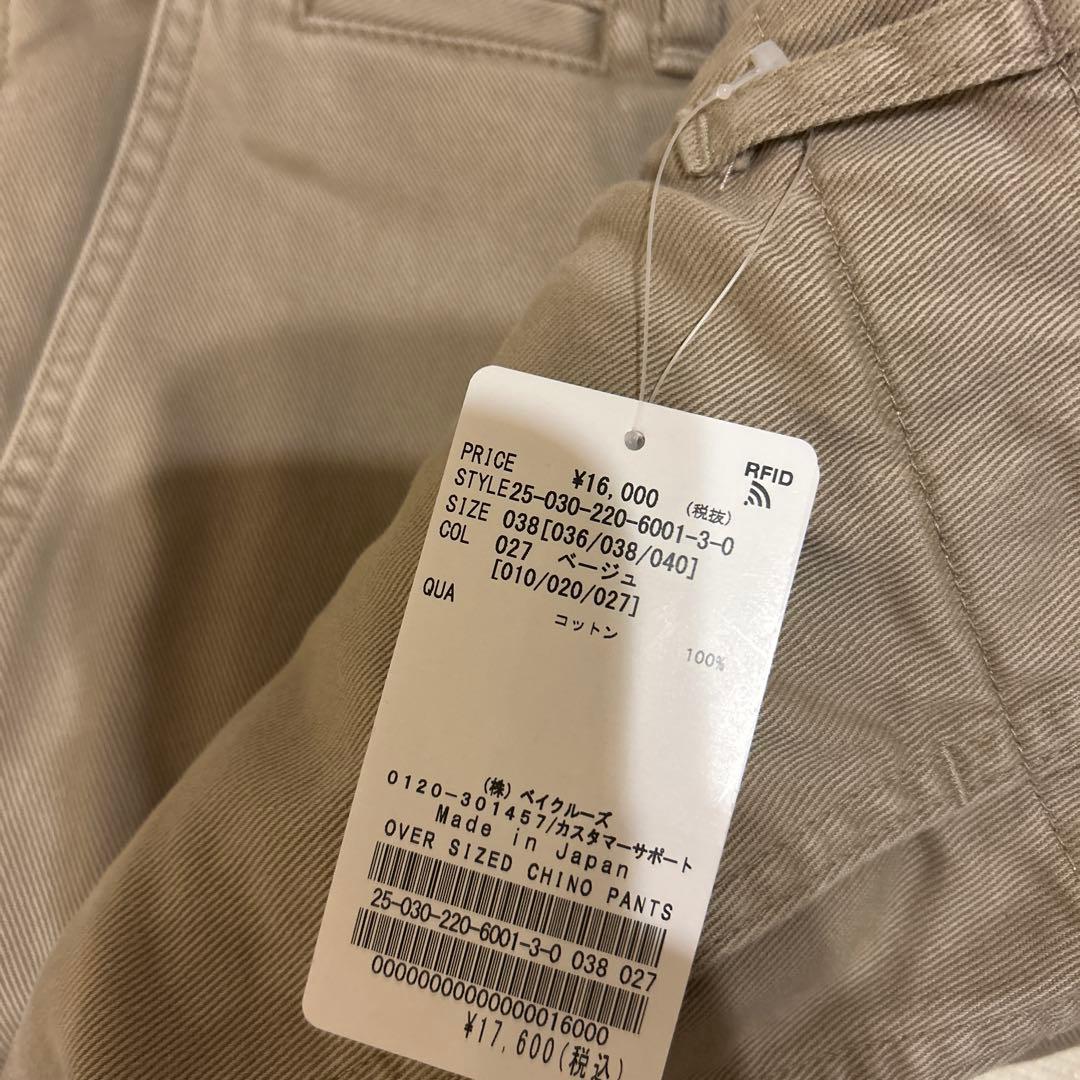 RFID
PRICE ¥16,000 (税抜)
STYLE25-030-220-6001-3-0
SIZE 038[036/038/040]
COL 027 ベージュ
[010/020/027]
QUA
コットン
100%
(株) ベイクルーズ
0120-301457/カスタマーサポート
Made in Japan
OVER SIZED CHINO PANTS
25-030-220-6001-3-0 038 027
0000000000000016000
¥17,600(税込)